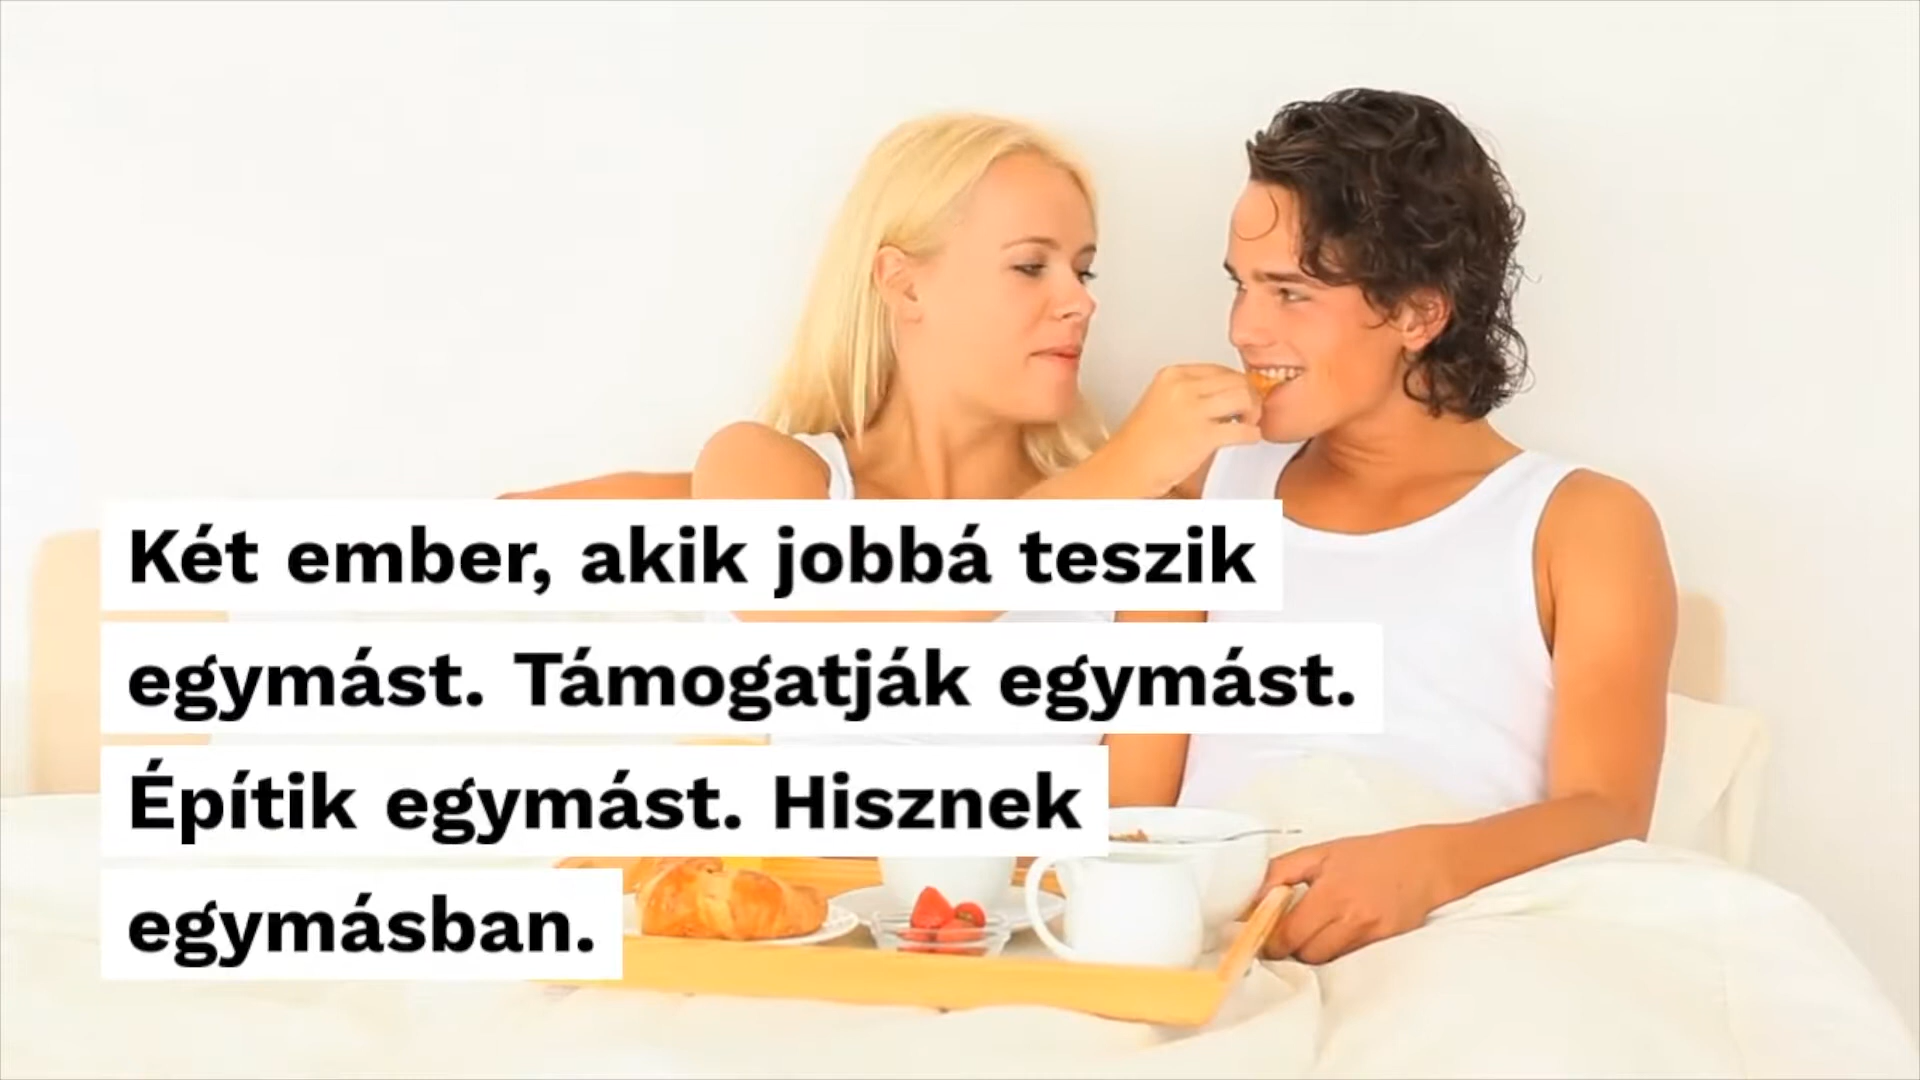 Két ember, akik jobbá teszik
egymást. Támogatják egymást.
Építik egymást. Hisznek
egymásban.